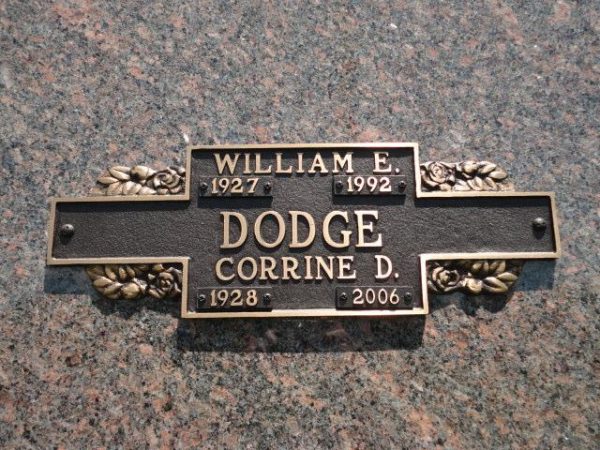 WILLIAM E.
1927 1992
DODGE
CORRINE D.
1928 2006